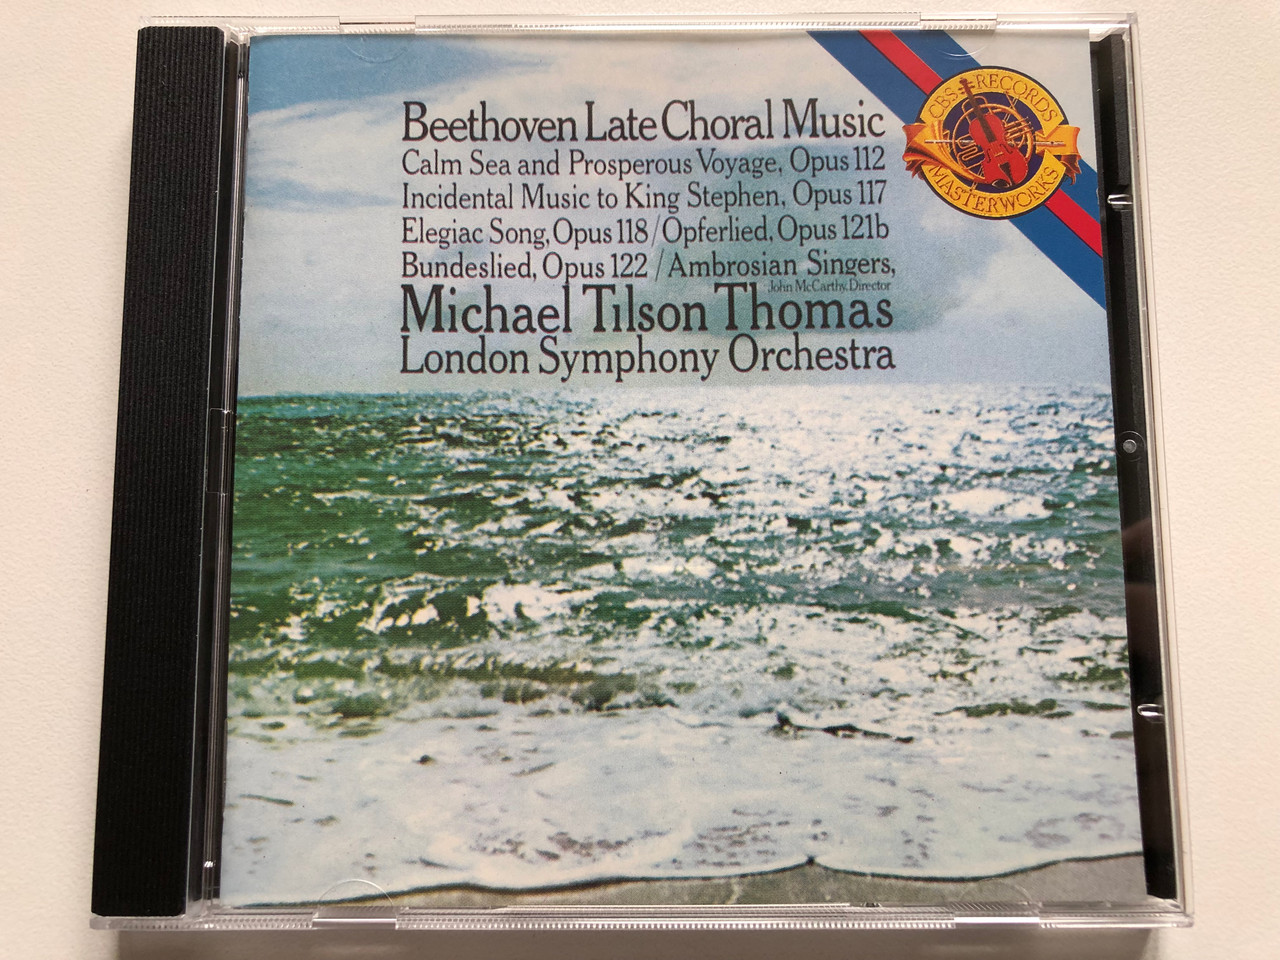 Beethoven Late Choral Music
Calm Sea and Prosperous Voyage, Opus 112
Incidental Music to King Stephen, Opus 117
Elegiac Song, Opus 118/Opferlied, Opus 121b
Bundeslied, Opus 122 /Ambrosian Singers,
John McCarthy, Director
Michael Tilson Thomas
London Symphony Orchestra
CBS RECORDS
MASTERWORKS